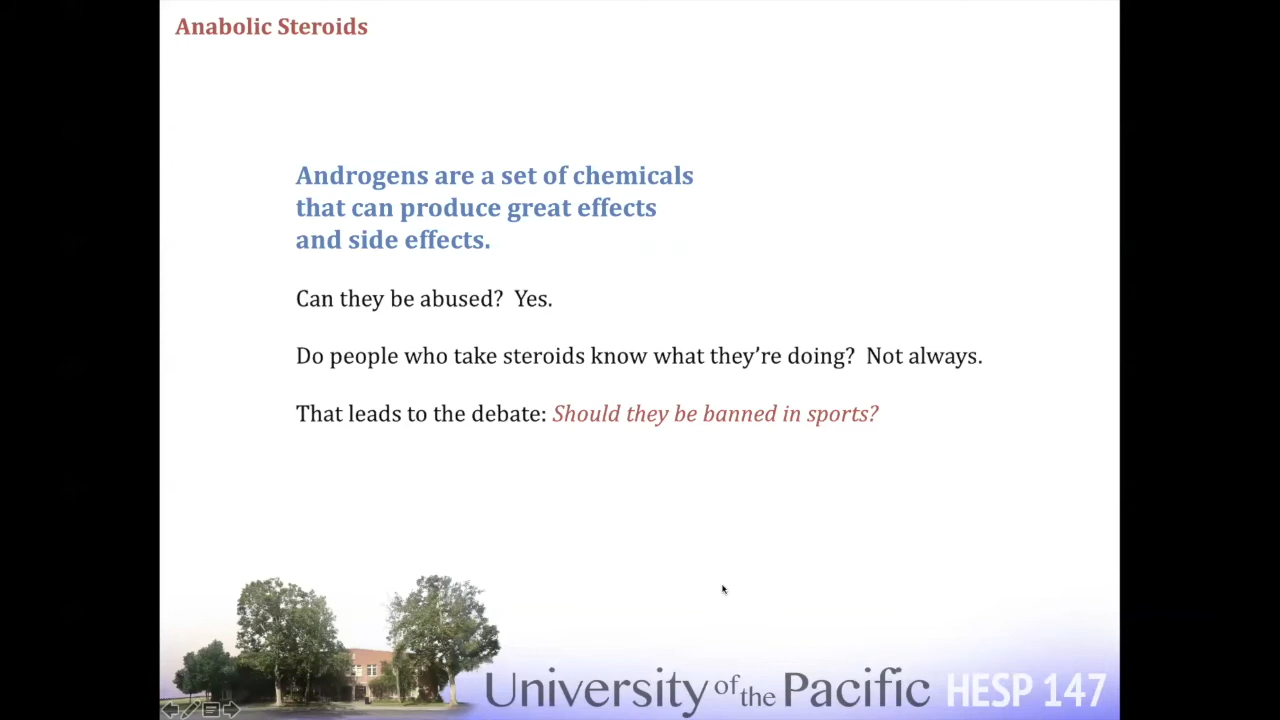 Anabolic Steroids
Androgens are a set of chemicals
that can produce great effects
and side effects.
Can they be abused?  Yes.
Do people who take steroids know what they’re doing?  Not always.
That leads to the debate: Should they be banned in sports?
University of the Pacific HESP 147